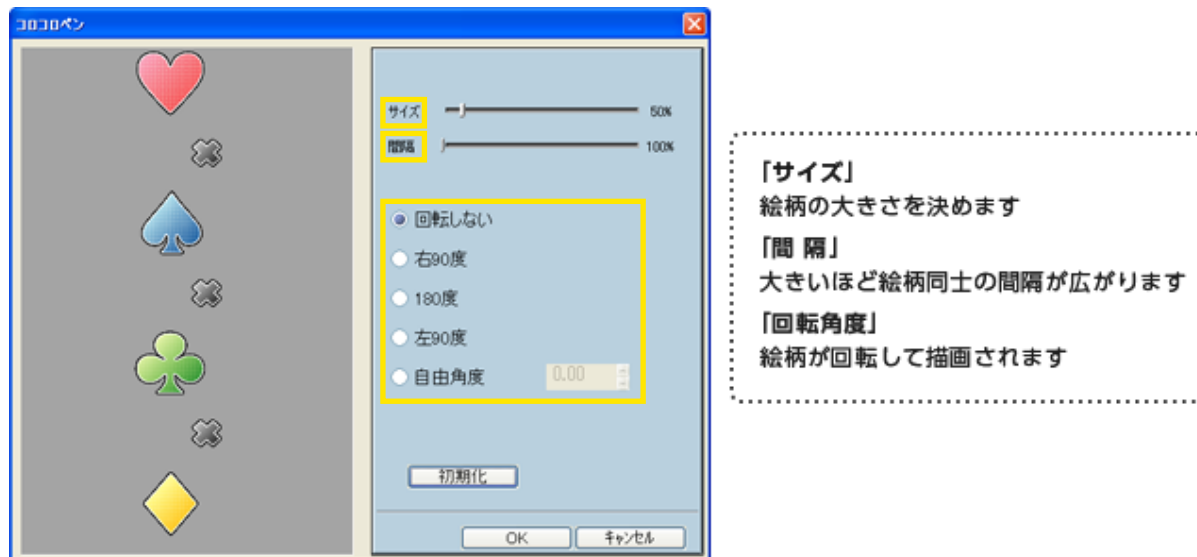 コロコロペン
サイズ 50%
間隔 100%
回転しない
右90度
180度
左90度
自由角度 0.00
初期化
OK キャンセル
「サイズ」
絵柄の大きさを決めます
「間 隔」
大きいほど絵柄同士の間隔が広がります
「回転角度」
絵柄が回転して描画されます